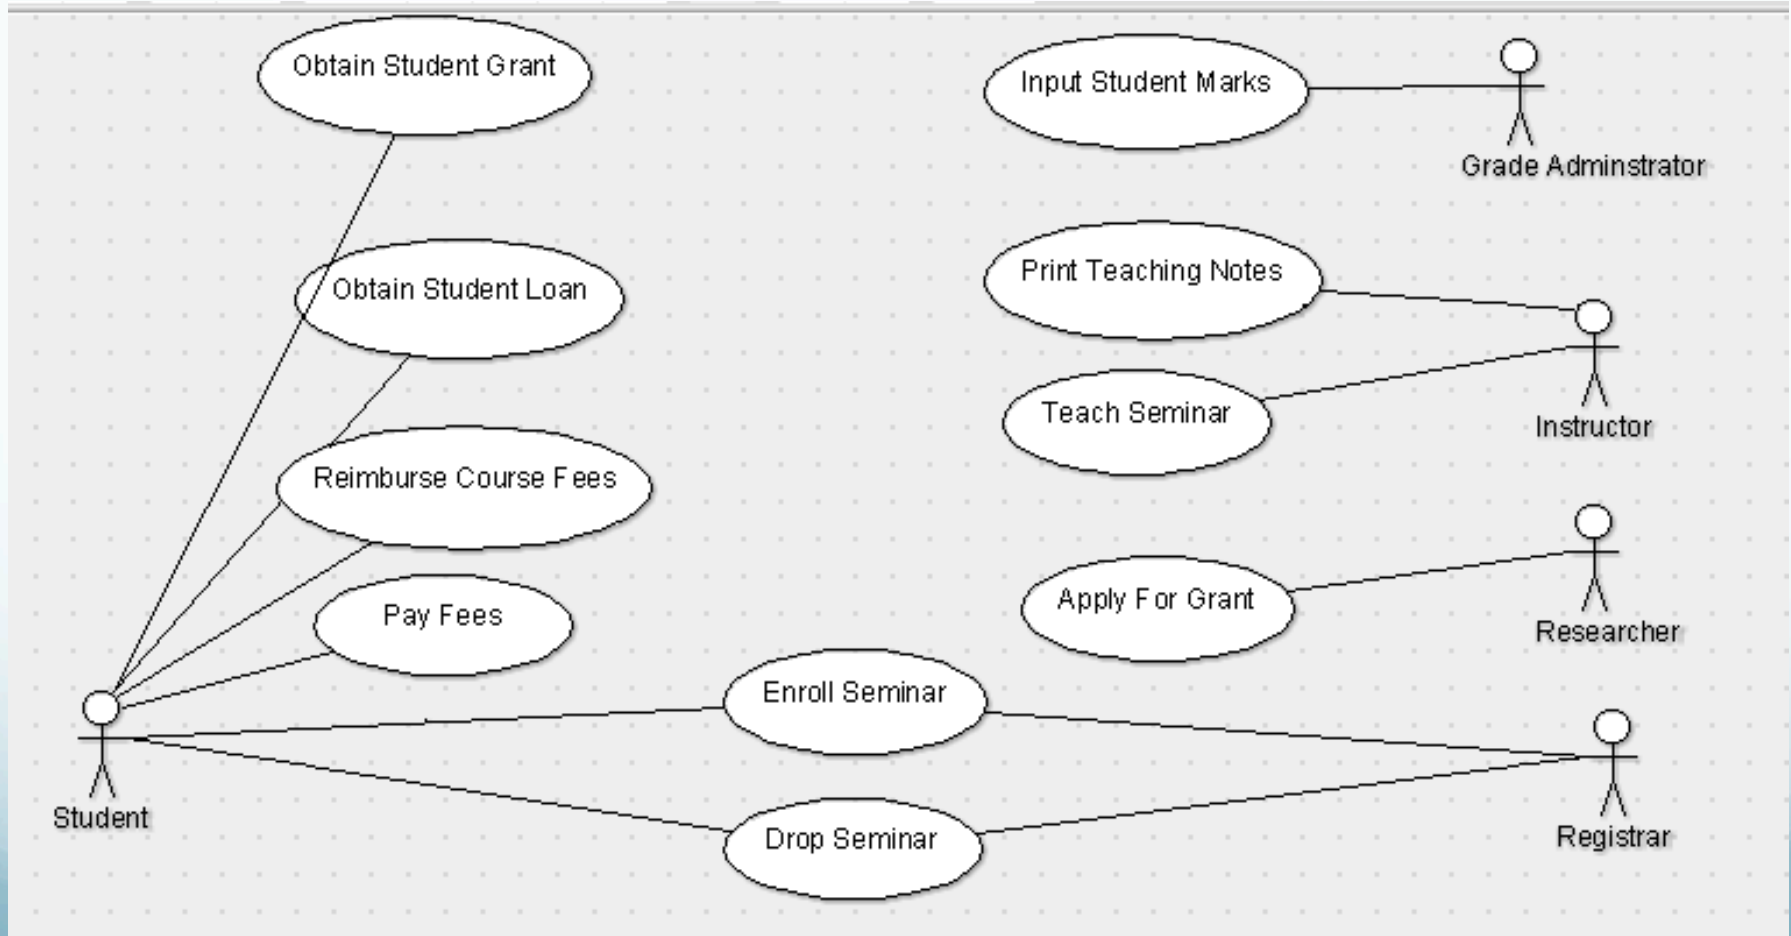 Obtain Student Grant
Input Student Marks
Grade Adminstrator
Obtain Student Loan
Print Teaching Notes
Teach Seminar
Instructor
Reimburse Course Fees
Apply For Grant
Researcher
Pay Fees
Enroll Seminar
Student
Drop Seminar
Registrar